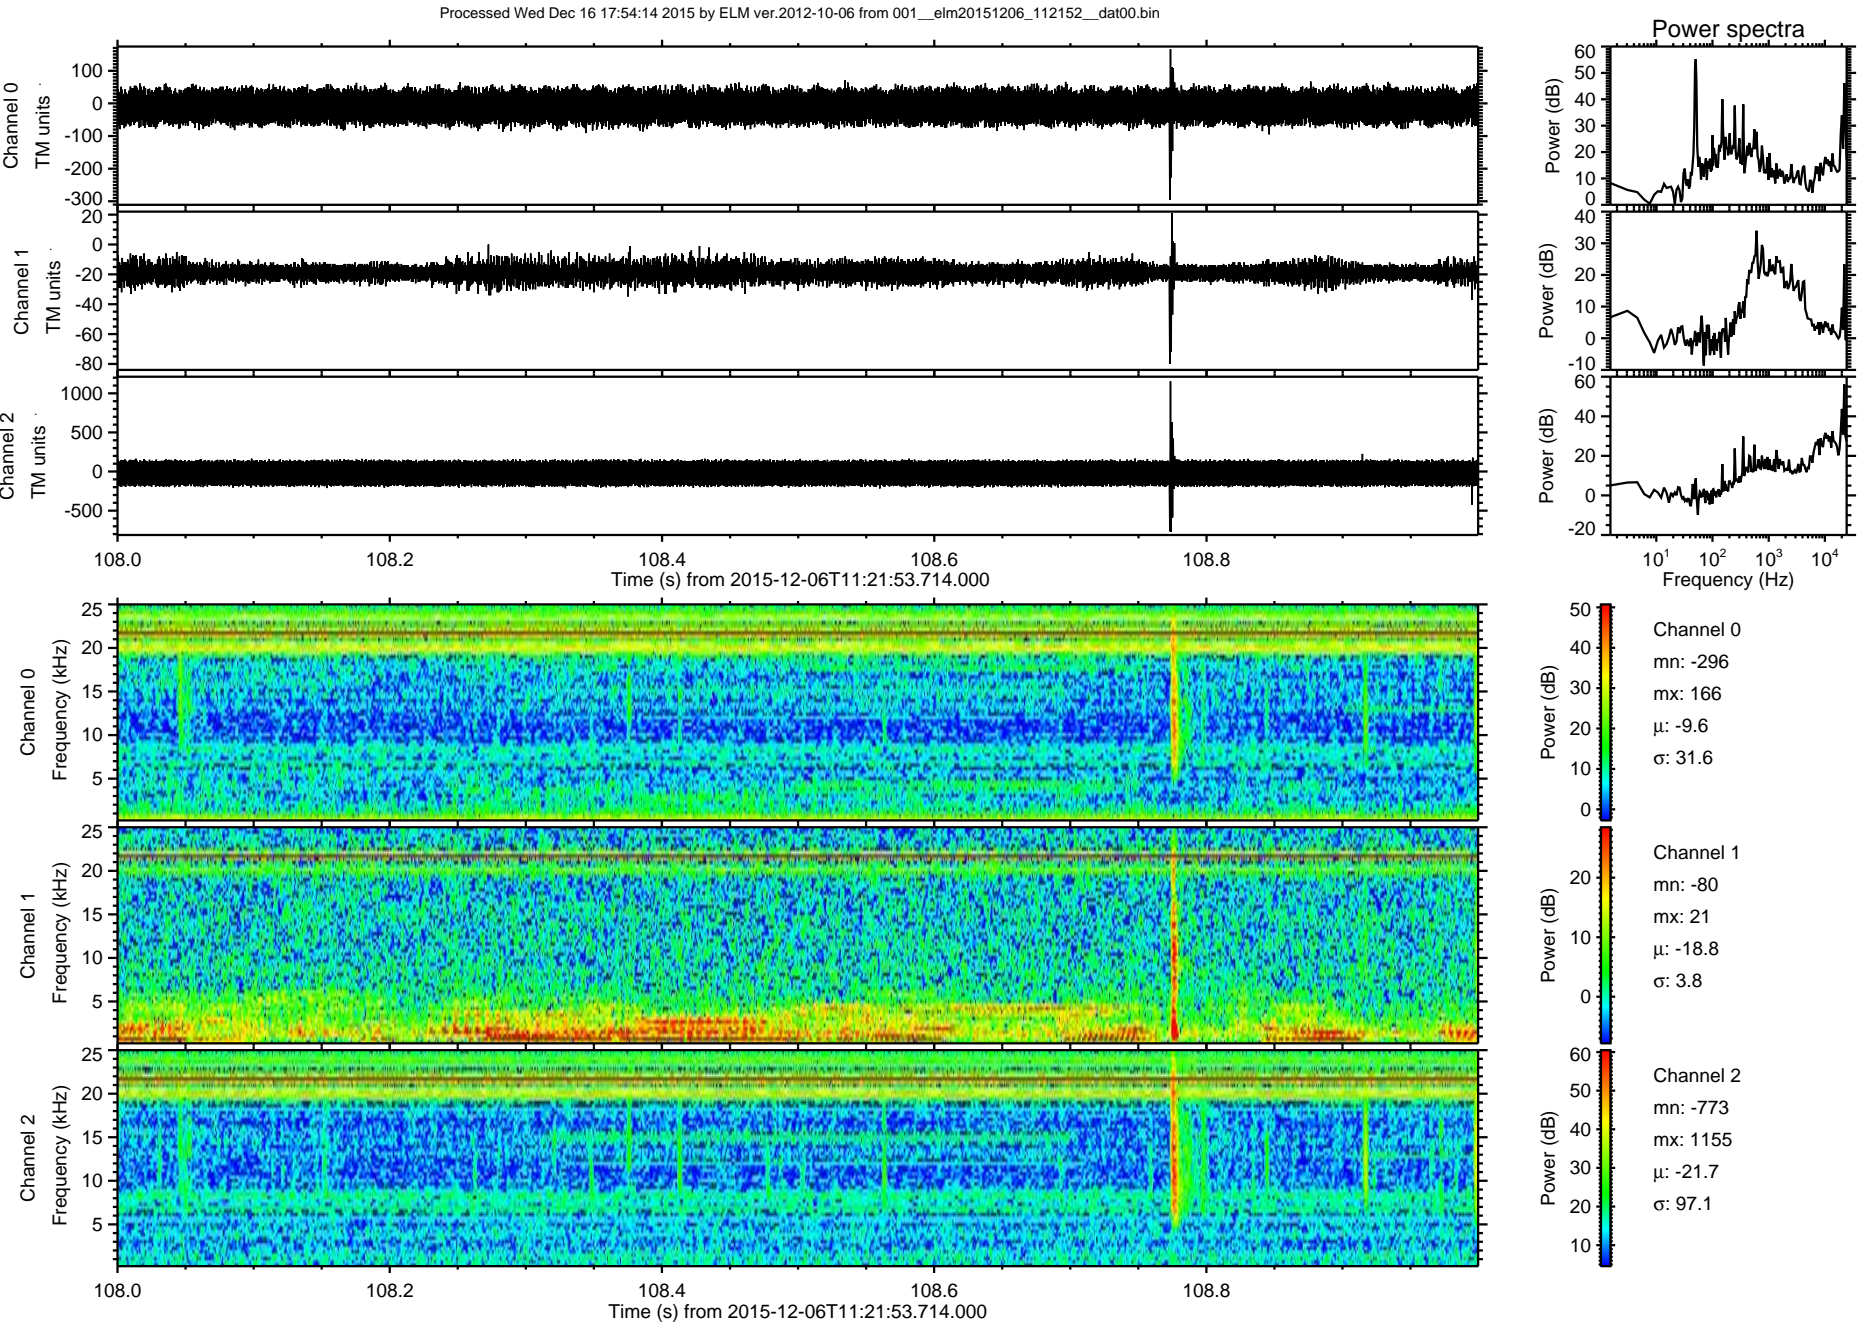 Processed Wed Dec 16 17:54:14 2015 by ELM ver.2012-10-06 from 001__elm20151206_112152__dat00.bin
Power spectra
Channel 0
TM units
100
0
-100
-200
-300
Power (dB)
60
50
40
30
20
10
0
Channel 1
TM units
20
0
-20
-40
-60
-80
Power (dB)
40
30
20
10
0
-10
Channel 2
TM units
1000
500
0
-500
Power (dB)
60
40
20
0
-20
108.0 108.2 108.4 108.6 108.8
Time (s) from 2015-12-06T11:21:53.714.000
10¹ 10² 10³ 10⁴
Frequency (Hz)
Channel 0
Frequency (kHz)
25
20
15
10
5
Power (dB)
50
40
30
20
10
0
Channel 0
mn: -296
mx: 166
μ: -9.6
σ: 31.6
Channel 1
Frequency (kHz)
25
20
15
10
5
Power (dB)
20
10
0
Channel 1
mn: -80
mx: 21
μ: -18.8
σ: 3.8
Channel 2
Frequency (kHz)
25
20
15
10
5
Power (dB)
60
50
40
30
20
10
Channel 2
mn: -773
mx: 1155
μ: -21.7
σ: 97.1
108.0 108.2 108.4 108.6 108.8
Time (s) from 2015-12-06T11:21:53.714.000